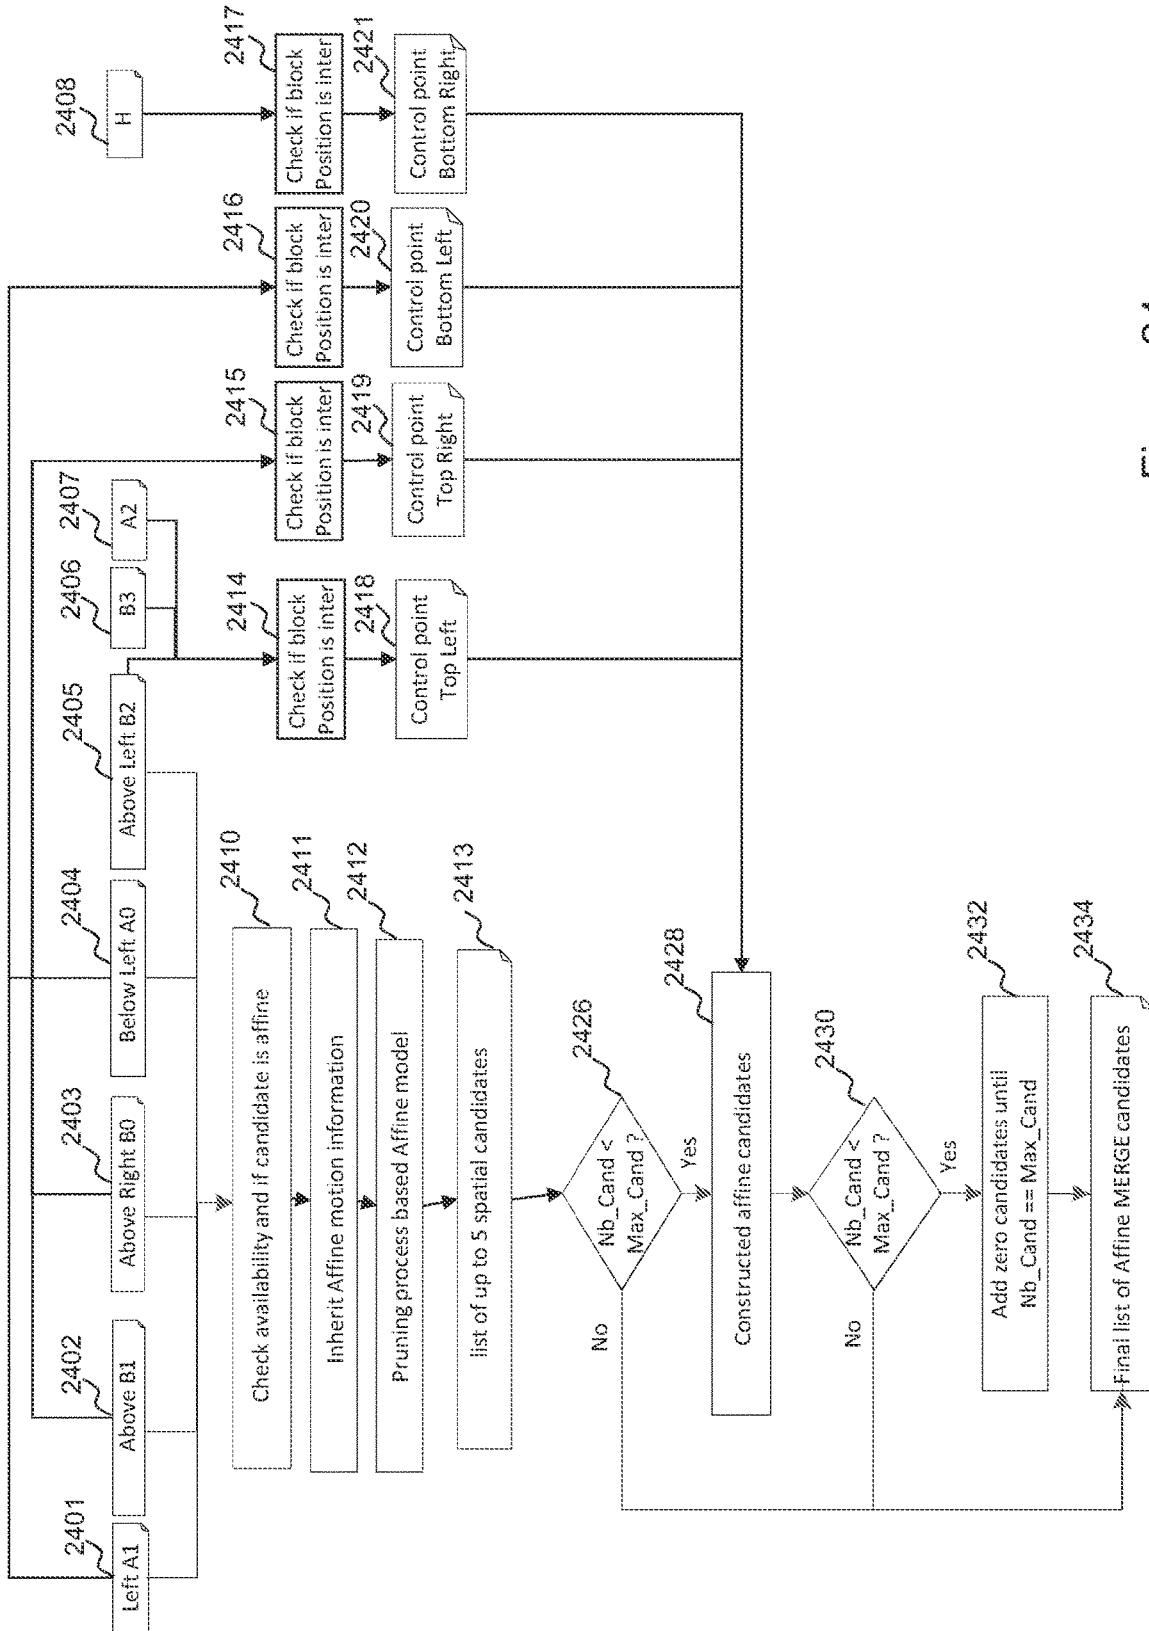 2401
Left A1
2402
Above B1
2403
Above Right B0
2404
Below Left A0
2405
Above Left B2
2406
B3
2407
A2
2408
H
2410
Check availability and if candidate is affine
2411
Inherit Affine motion information
2412
Pruning process based Affine model
2413
list of up to 5 spatial candidates
2414
Check if block
Position is inter
2415
Check if block
Position is inter
2416
Check if block
Position is inter
2417
Check if block
Position is inter
2418
Control point
Top Left
2419
Control point
Top Right
2420
Control point
Bottom Left
2421
Control point
Bottom Right
2426
Nb_Cand <
Max_Cand ?
No
Yes
2428
Constructed affine candidates
2430
Nb_Cand <
Max_Cand ?
No
Yes
2432
Add zero candidates until
Nb_Cand == Max_Cand
2434
Final list of Affine MERGE candidates